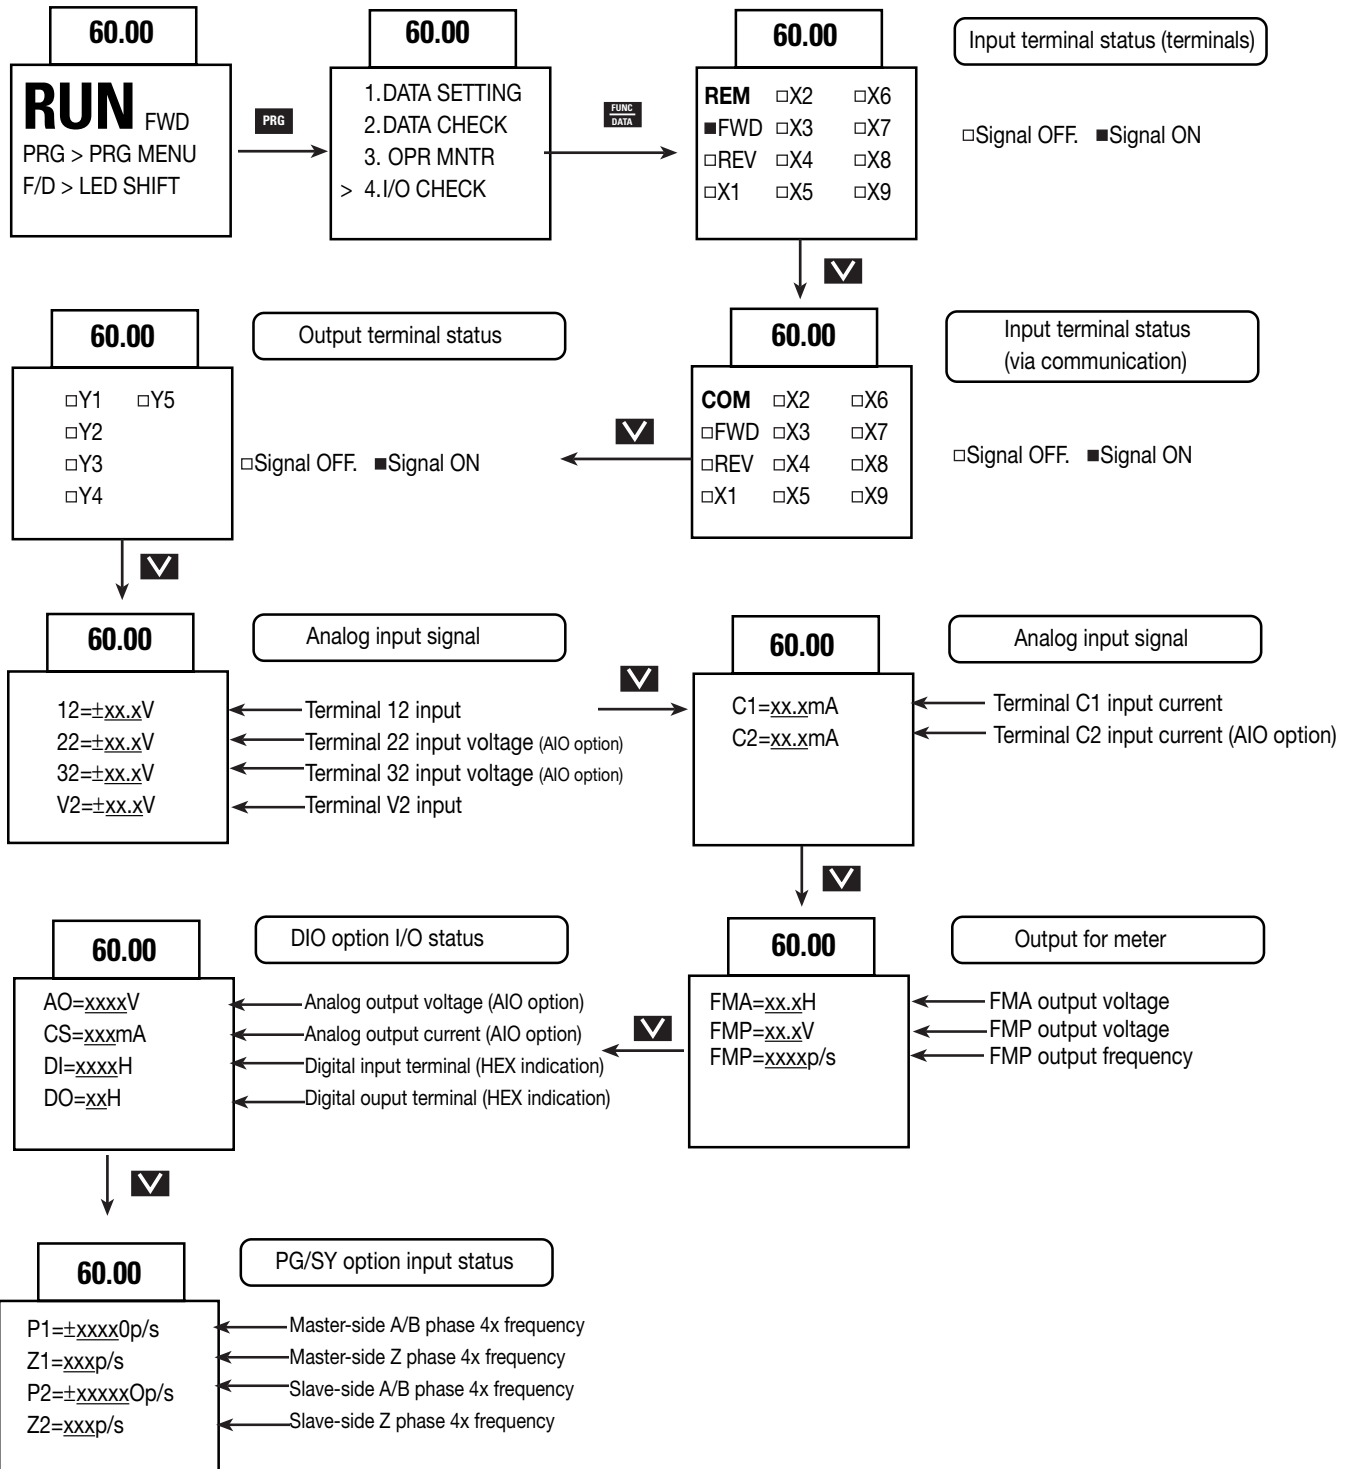 60.00
RUN FWD
PRG > PRG MENU
F/D > LED SHIFT
PRG
60.00
1.DATA SETTING
2.DATA CHECK
3. OPR MNTR
> 4.I/O CHECK
FUNC
DATA
60.00
REM □X2 □X6
■FWD □X3 □X7
□REV □X4 □X8
□X1 □X5 □X9
Input terminal status (terminals)
□Signal OFF. ■Signal ON
60.00
COM □X2 □X6
□FWD □X3 □X7
□REV □X4 □X8
□X1 □X5 □X9
Input terminal status
(via communication)
□Signal OFF. ■Signal ON
60.00
□Y1 □Y5
□Y2
□Y3
□Y4
Output terminal status
□Signal OFF. ■Signal ON
60.00
12=±xx.xV
22=±xx.xV
32=±xx.xV
V2=±xx.xV
Analog input signal
Terminal 12 input
Terminal 22 input voltage (AIO option)
Terminal 32 input voltage (AIO option)
Terminal V2 input
60.00
C1=xx.xmA
C2=xx.xmA
Analog input signal
Terminal C1 input current
Terminal C2 input current (AIO option)
60.00
FMA=xx.xH
FMP=xx.xV
FMP=xxxxp/s
Output for meter
FMA output voltage
FMP output voltage
FMP output frequency
60.00
AO=xxxxV
CS=xxxmA
DI=xxxxH
DO=xxH
DIO option I/O status
Analog output voltage (AIO option)
Analog output current (AIO option)
Digital input terminal (HEX indication)
Digital ouput terminal (HEX indication)
60.00
P1=±xxxx0p/s
Z1=xxxp/s
P2=±xxxxxOp/s
Z2=xxxp/s
PG/SY option input status
Master-side A/B phase 4x frequency
Master-side Z phase 4x frequency
Slave-side A/B phase 4x frequency
Slave-side Z phase 4x frequency